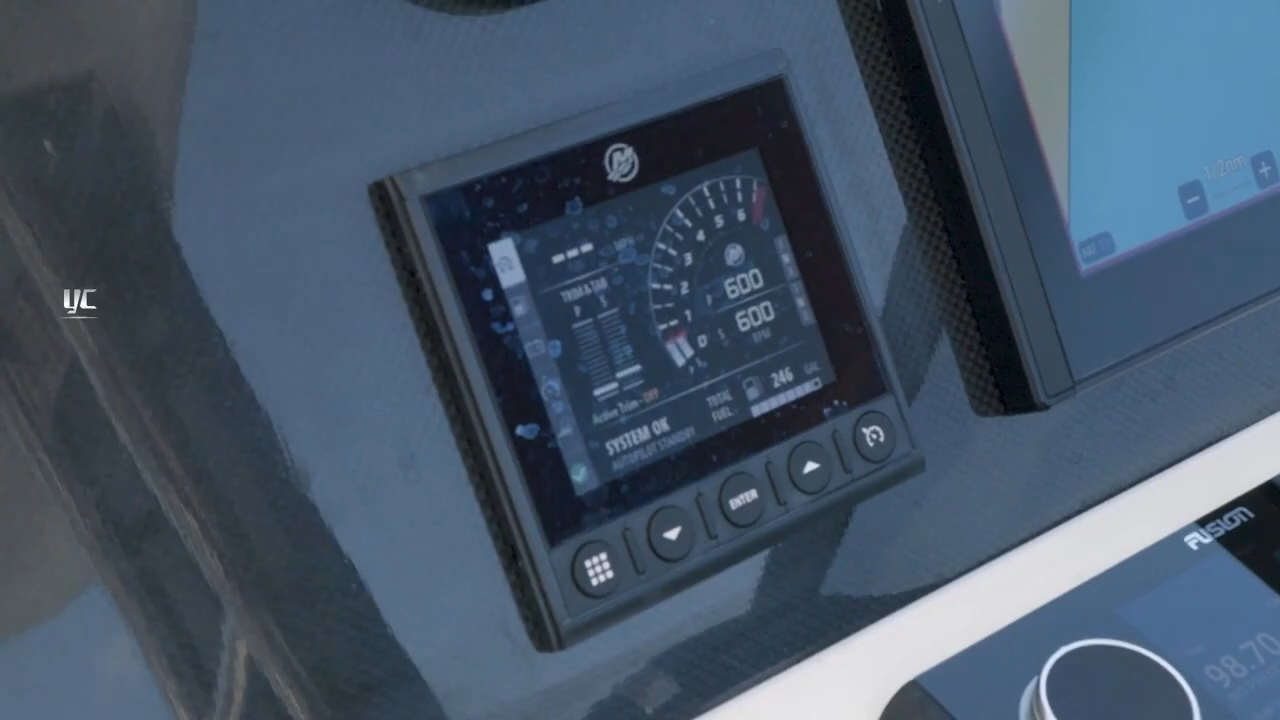 yc
MPH
TRIM & TAB
P S
6
5
4
3
2
1
0
P 600
S 600
RPM
P S
Active Trim - OFF
TOTAL FUEL
246 GAL
SYSTEM OK
AUTOPILOT STANDBY
ENTER
1/2nm
FUSION
98.70